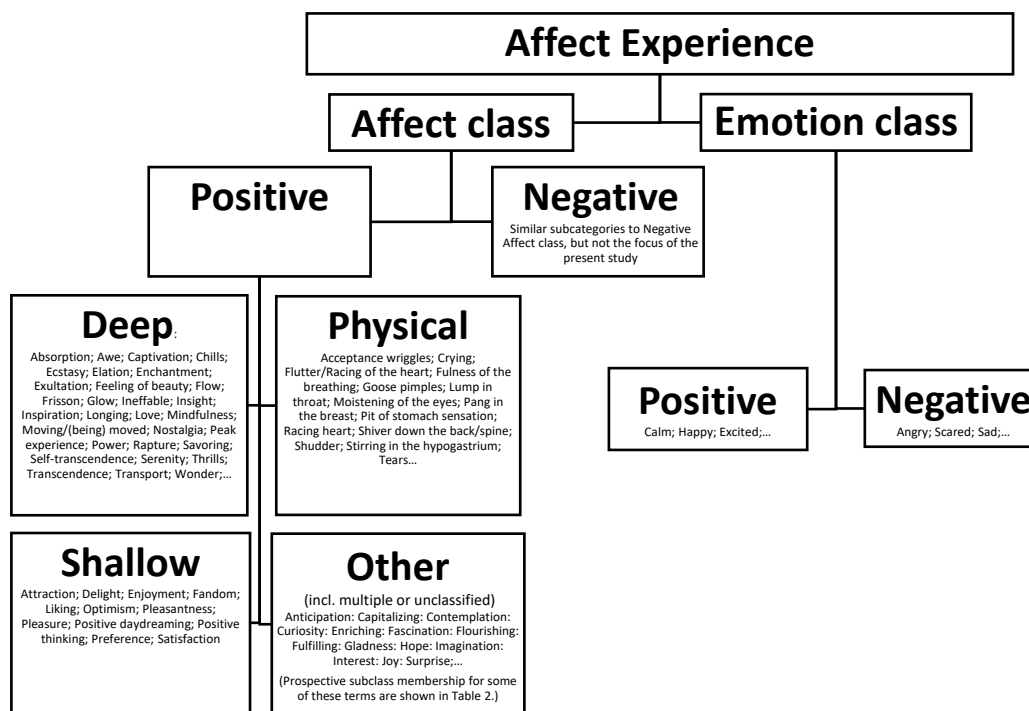 Affect Experience
Affect class
Emotion class
Positive
Negative
Similar subcategories to Negative
Affect class, but not the focus of the
present study
Deep:
Absorption; Awe; Captivation; Chills;
Ecstasy; Elation; Enchantment;
Exultation; Feeling of beauty; Flow;
Frisson; Glow; Ineffable; Insight;
Inspiration; Longing; Love; Mindfulness;
Moving/(being) moved; Nostalgia; Peak
experience; Power; Rapture; Savoring;
Self-transcendence; Serenity; Thrills;
Transcendence; Transport; Wonder;...
Physical
Acceptance wriggles; Crying;
Flutter/Racing of the heart; Fulness of the
breathing; Goose pimples; Lump in
throat; Moistening of the eyes; Pang in
the breast; Pit of stomach sensation;
Racing heart; Shiver down the back/spine;
Shudder; Stirring in the hypogastrium;
Tears...
Positive
Calm; Happy; Excited;...
Negative
Angry; Scared; Sad;...
Shallow
Attraction; Delight; Enjoyment; Fandom;
Liking; Optimism; Pleasantness;
Pleasure; Positive daydreaming; Positive
thinking; Preference; Satisfaction
Other
(incl. multiple or unclassified)
Anticipation: Capitalizing: Contemplation:
Curiosity: Enriching: Fascination: Flourishing:
Fulfilling: Gladness: Hope: Imagination:
Interest: Joy: Surprise;...
(Prospective subclass membership for some
of these terms are shown in Table 2.)